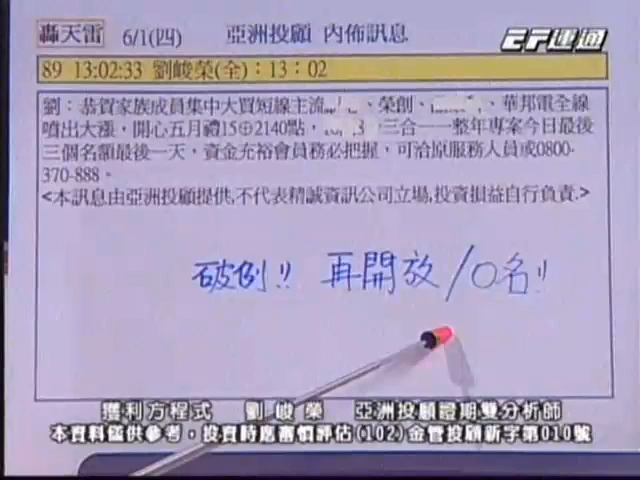 轟天雷 6/1(四) 亞洲投顧 內佈訊息
EF運通
89 13:02:33 劉峻榮(全):13:02
劉:恭賀家族成員集中大買短線主流、榮創、華邦電全線
噴出大漲,開心五月禮15⊕2140點,三合一一整年專案今日最後
三個名額最後一天,資金充裕會員務必把握,可洽原服務人員或0800-
370-888。
<本訊息由亞洲投顧提供,不代表精誠資訊公司立場,投資損益自行負責.>
破例!! 再開放10名!!
獲利方程式 劉峻榮 亞洲投顧證期雙分析師
本資料僅供參考,投資時應審慎評估(102)金管投顧新字第010號